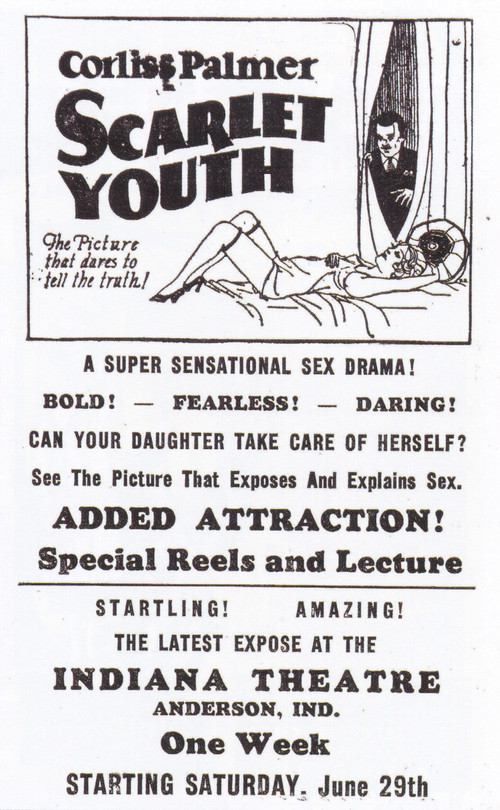 Corliss Palmer
SCARLET
YOUTH
The Picture
that dares to
tell the truth!
A SUPER SENSATIONAL SEX DRAMA!
BOLD! — FEARLESS! — DARING!
CAN YOUR DAUGHTER TAKE CARE OF HERSELF?
See The Picture That Exposes And Explains Sex.
ADDED ATTRACTION!
Special Reels and Lecture
STARTLING! AMAZING!
THE LATEST EXPOSE AT THE
INDIANA THEATRE
ANDERSON, IND.
One Week
STARTING SATURDAY. June 29th